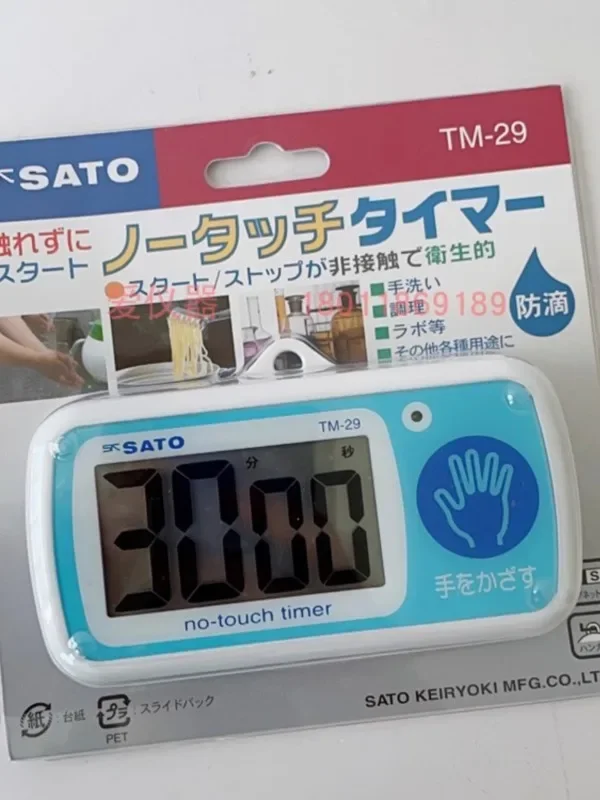 SATO
TM-29
触れずに
スタート
ノータッチタイマー
スタート/ストップが非接触で衛生的
爱仪器 18911869189
手洗い
調理
ラボ等
その他各種用途に
防滴
SATO
TM-29
分 秒
30 00
no-touch timer
手をかざす
紙 : 台紙
プラ : スライドパック
PET
SATO KEIRYOKI MFG.CO.,LT